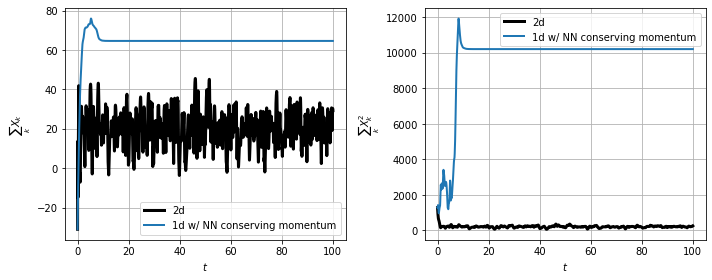 80
60
40
20
0
−20
∑ X_k
k
2d
1d w/ NN conserving momentum
0 20 40 60 80 100
t
12000
10000
8000
6000
4000
2000
0
∑ X_k^2
k
2d
1d w/ NN conserving momentum
0 20 40 60 80 100
t